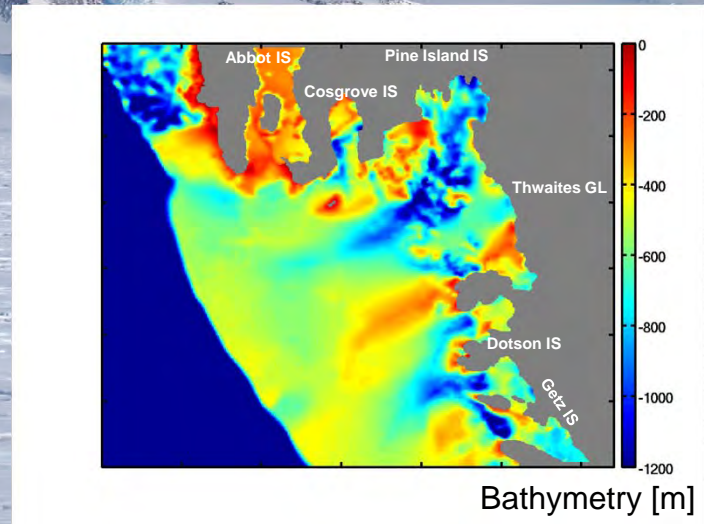 Abbot IS
Pine Island IS
Cosgrove IS
Thwaites GL
Dotson IS
Getz IS
0
-200
-400
-600
-800
-1000
-1200
Bathymetry [m]